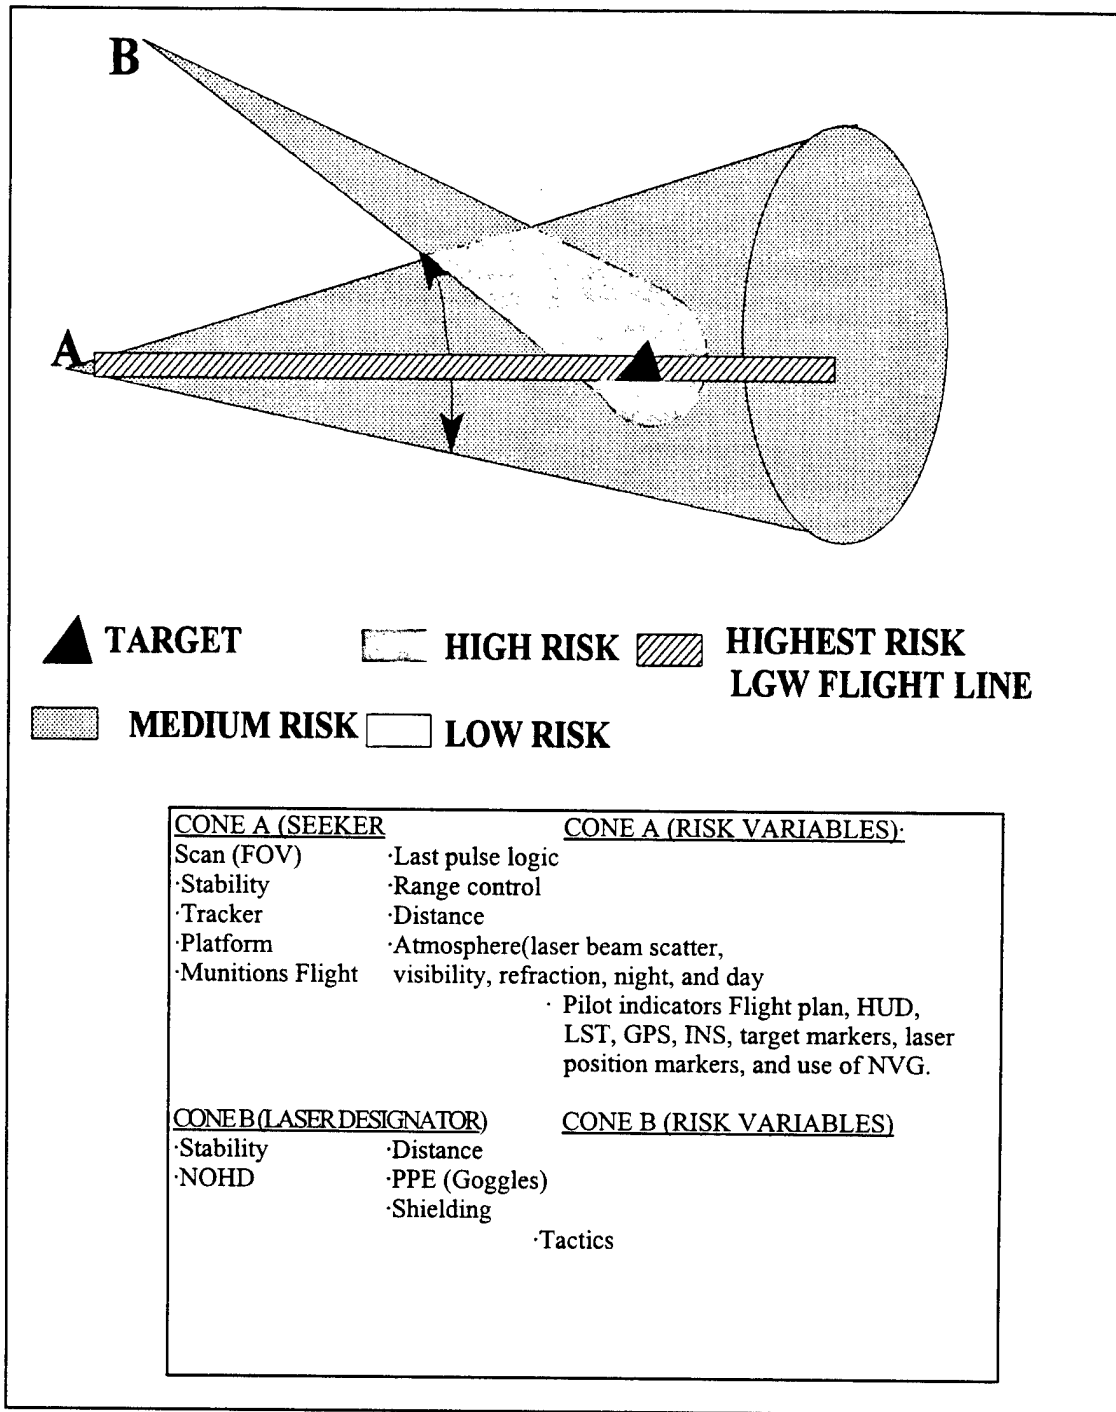 B
A
TARGET HIGH RISK HIGHEST RISK
LGW FLIGHT LINE
MEDIUM RISK LOW RISK
CONE A (SEEKER CONE A (RISK VARIABLES)·
Scan (FOV) ·Last pulse logic
·Stability ·Range control
·Tracker ·Distance
·Platform ·Atmosphere(laser beam scatter,
·Munitions Flight visibility, refraction, night, and day
· Pilot indicators Flight plan, HUD,
LST, GPS, INS, target markers, laser
position markers, and use of NVG.
CONE B (LASER DESIGNATOR) CONE B (RISK VARIABLES)
·Stability ·Distance
·NOHD ·PPE (Goggles)
·Shielding
·Tactics